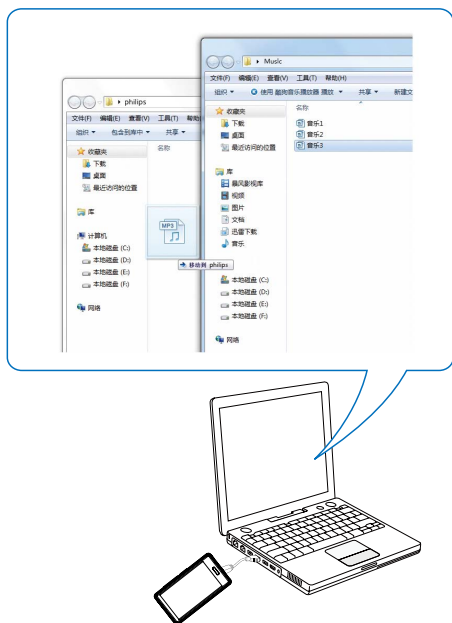 Music
文件(F) 编辑(E) 查看(V) 工具(T) 帮助(H)
组织 使用 酷狗音乐播放器 播放 共享 新建文
收藏夹
下载
桌面
最近访问的位置
库
晨风影视库
视频
图片
文档
迅雷下载
音乐
本地磁盘 (C:)
本地磁盘 (D:)
本地磁盘 (E:)
本地磁盘 (F:)
网络
名称
音乐1
音乐2
音乐3
philips
文件(F) 编辑(E) 查看(V) 工具(T) 帮助
组织 包含到库中 共享
收藏夹
下载
桌面
最近访问的位置
库
计算机
本地磁盘 (C:)
本地磁盘 (D:)
本地磁盘 (E:)
本地磁盘 (F:)
网络
名称
MP3
移动到 philips